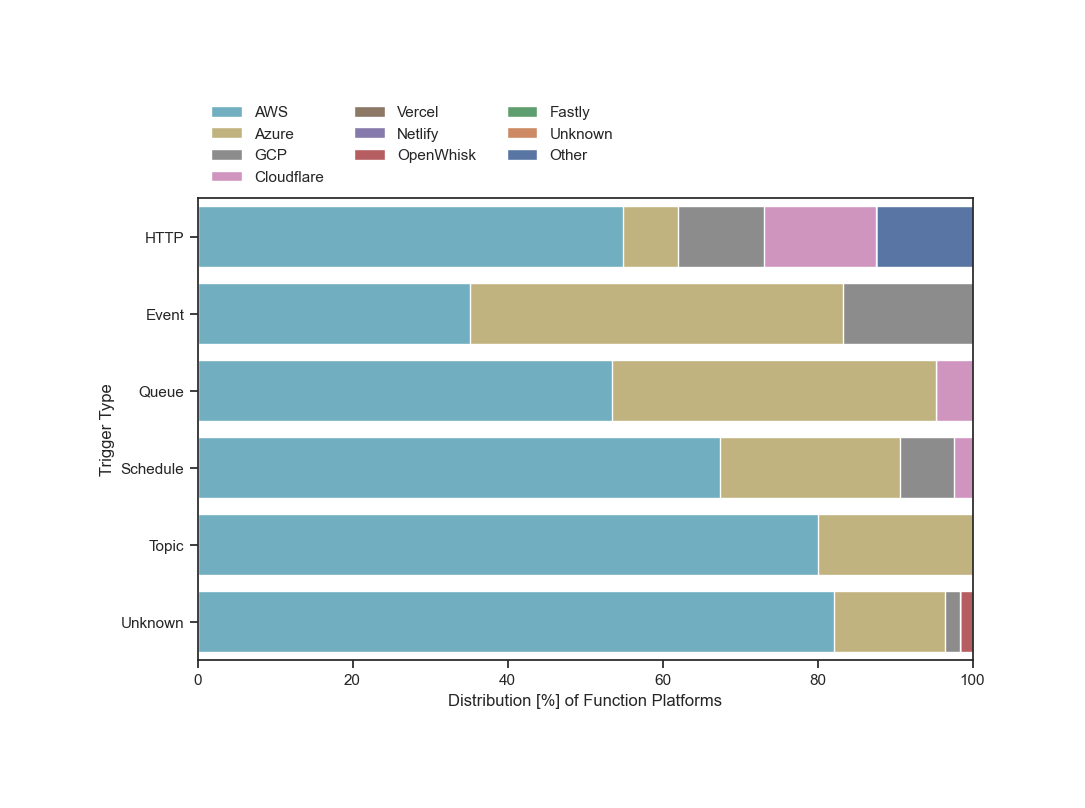 AWS
Azure
GCP
Cloudflare
Vercel
Netlify
OpenWhisk
Fastly
Unknown
Other
Trigger Type
HTTP
Event
Queue
Schedule
Topic
Unknown
0 20 40 60 80 100
Distribution [%] of Function Platforms